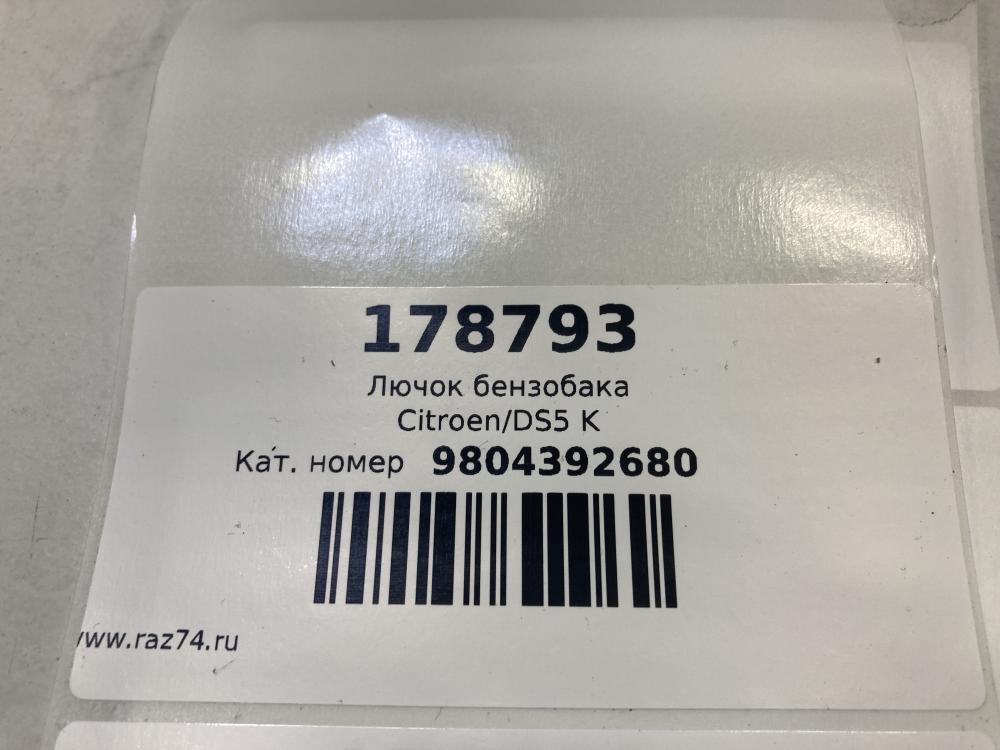 178793
Лючок бензобака
Citroen/DS5 K
Кат. номер 9804392680
www.raz74.ru